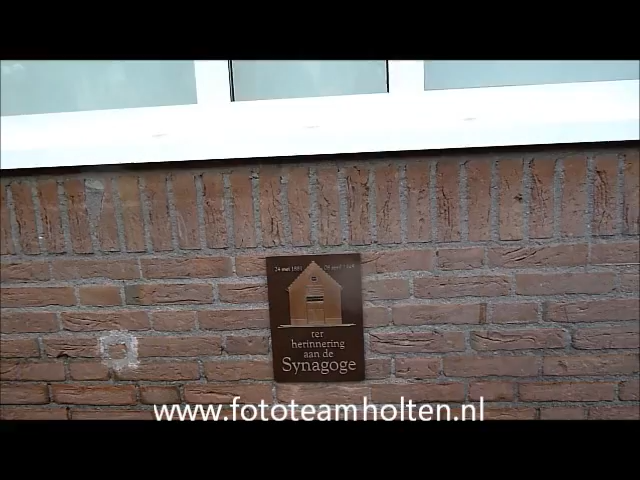 ter
herinnering
aan de
Synagoge
www.fototeamholten.nl